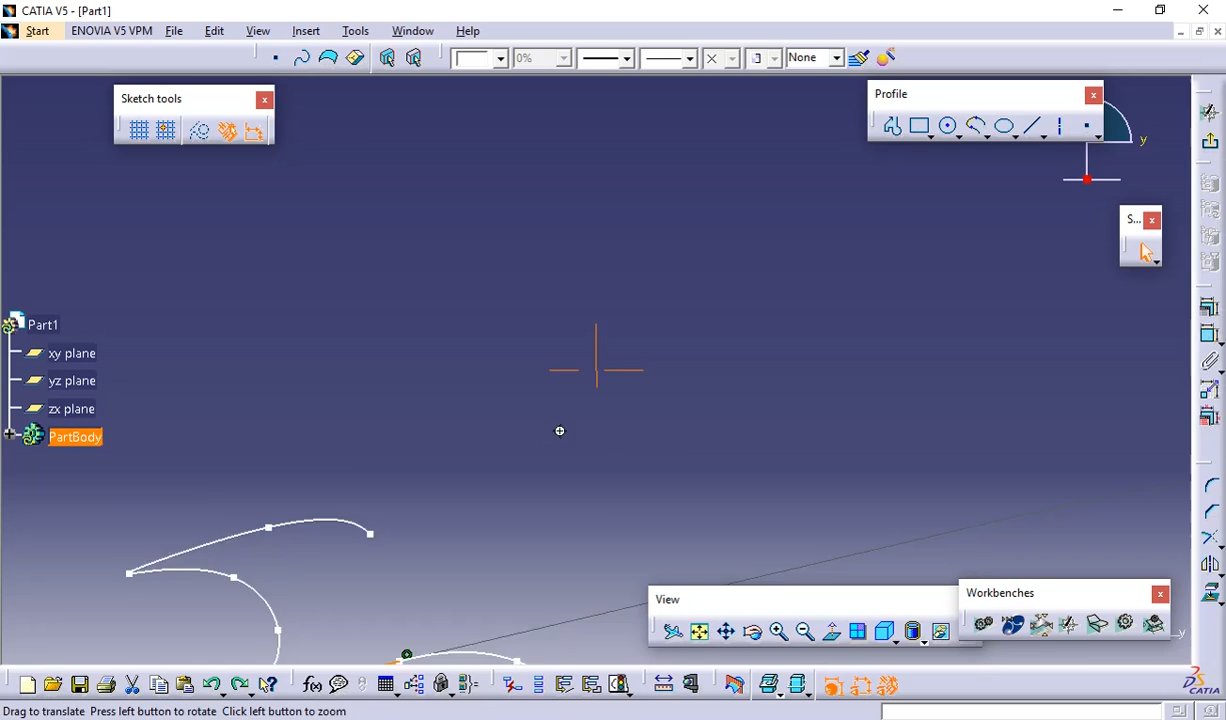 CATIA V5 - [Part1]
Start ENOVIA V5 VPM File Edit View Insert Tools Window Help
0% None
Sketch tools
Profile
y
S...
Part1
xy plane
yz plane
zx plane
PartBody
View
Workbenches
y
f(x)
CATIA
Drag to translate Press left button to rotate Click left button to zoom